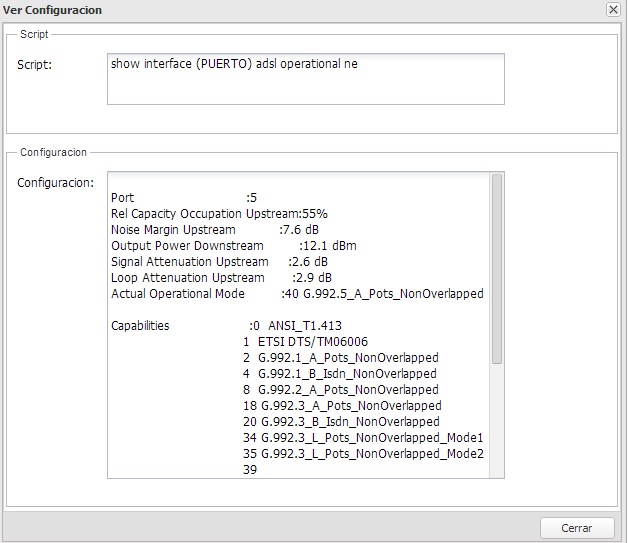 Ver Configuracion
Script
Script:
show interface (PUERTO) adsl operational ne
Configuracion
Configuracion:
Port :5
Rel Capacity Occupation Upstream:55%
Noise Margin Upstream :7.6 dB
Output Power Downstream :12.1 dBm
Signal Attenuation Upstream :2.6 dB
Loop Attenuation Upstream :2.9 dB
Actual Operational Mode :40 G.992.5_A_Pots_NonOverlapped
Capabilities :0 ANSI_T1.413
1 ETSI DTS/TM06006
2 G.992.1_A_Pots_NonOverlapped
4 G.992.1_B_Isdn_NonOverlapped
8 G.992.2_A_Pots_NonOverlapped
18 G.992.3_A_Pots_NonOverlapped
20 G.992.3_B_Isdn_NonOverlapped
34 G.992.3_L_Pots_NonOverlapped_Mode1
35 G.992.3_L_Pots_NonOverlapped_Mode2
39
Cerrar